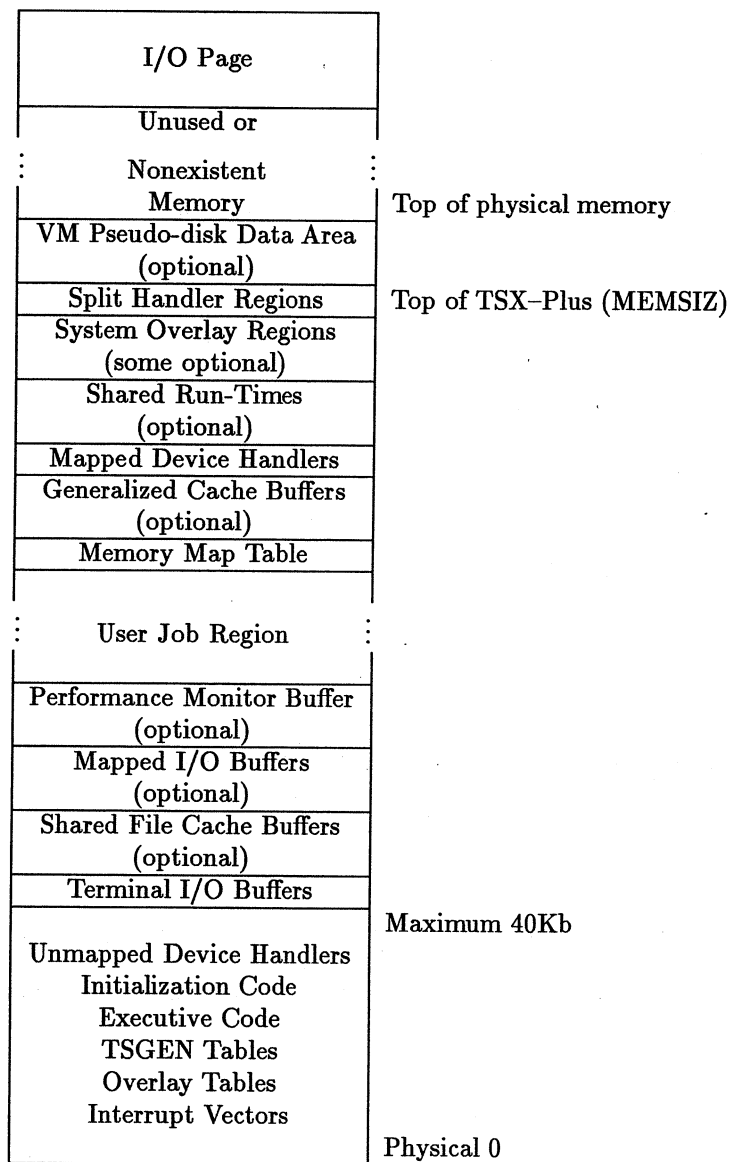 I/O Page
Unused or
Nonexistent
Memory
Top of physical memory
VM Pseudo-disk Data Area
(optional)
Split Handler Regions
Top of TSX–Plus (MEMSIZ)
System Overlay Regions
(some optional)
Shared Run-Times
(optional)
Mapped Device Handlers
Generalized Cache Buffers
(optional)
Memory Map Table
User Job Region
Performance Monitor Buffer
(optional)
Mapped I/O Buffers
(optional)
Shared File Cache Buffers
(optional)
Terminal I/O Buffers
Maximum 40Kb
Unmapped Device Handlers
Initialization Code
Executive Code
TSGEN Tables
Overlay Tables
Interrupt Vectors
Physical 0